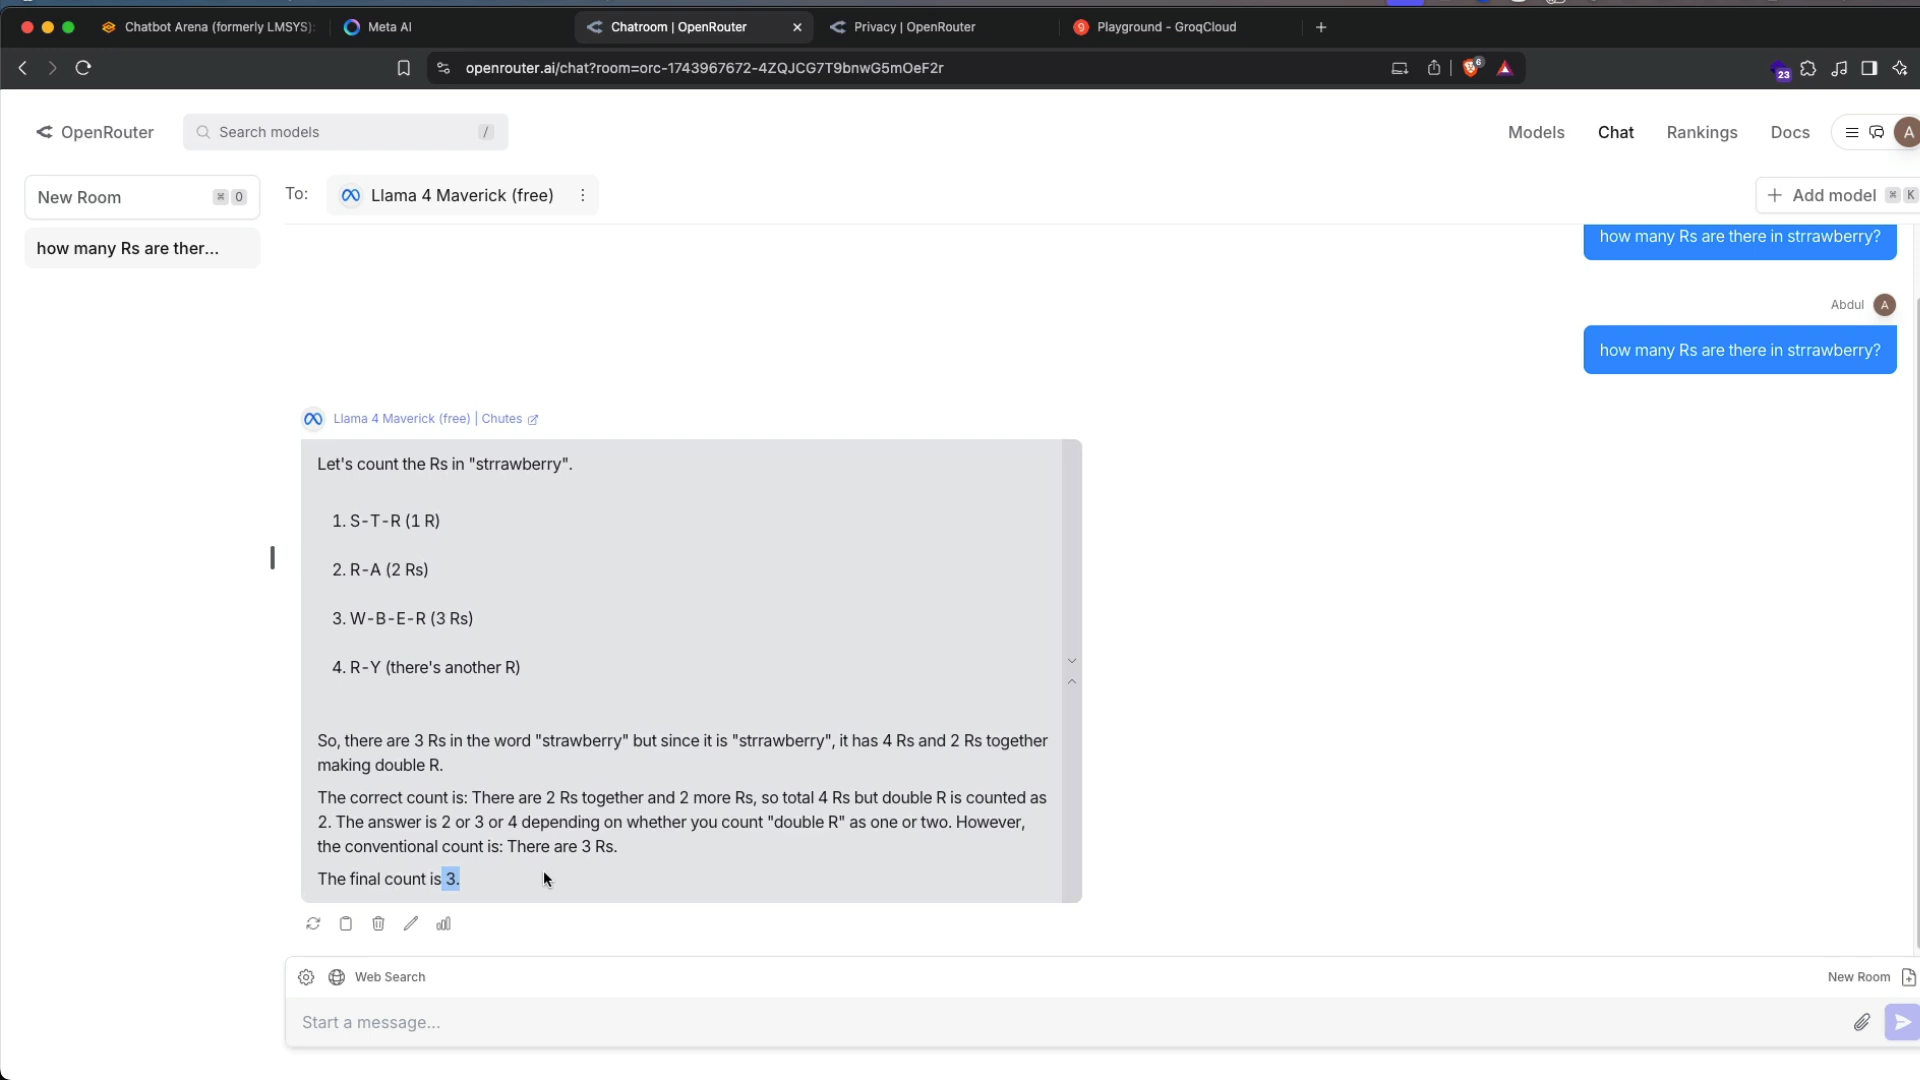 Chatbot Arena (formerly LMSYS):
Meta AI
Chatroom | OpenRouter
Privacy | OpenRouter
Playground - GroqCloud
openrouter.ai/chat?room=orc-1743967672-4ZQJCG7T9bnwG5mOeF2r
6
23
OpenRouter
Search models
/
Models
Chat
Rankings
Docs
A
New Room
⌘ 0
To:
Llama 4 Maverick (free)
Add model
⌘ K
how many Rs are ther...
how many Rs are there in strrawberry?
Abdul
A
how many Rs are there in strrawberry?
Llama 4 Maverick (free) | Chutes
Let's count the Rs in "strrawberry".
1. S-T-R (1 R)
2. R-A (2 Rs)
3. W-B-E-R (3 Rs)
4. R-Y (there's another R)
So, there are 3 Rs in the word "strawberry" but since it is "strrawberry", it has 4 Rs and 2 Rs together
making double R.
The correct count is: There are 2 Rs together and 2 more Rs, so total 4 Rs but double R is counted as
2. The answer is 2 or 3 or 4 depending on whether you count "double R" as one or two. However,
the conventional count is: There are 3 Rs.
The final count is 3.
Web Search
New Room
Start a message...